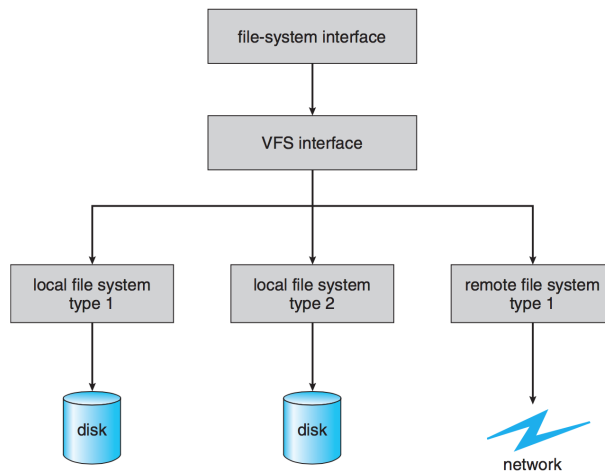 file-system interface
VFS interface
local file system
type 1
local file system
type 2
remote file system
type 1
disk
disk
network